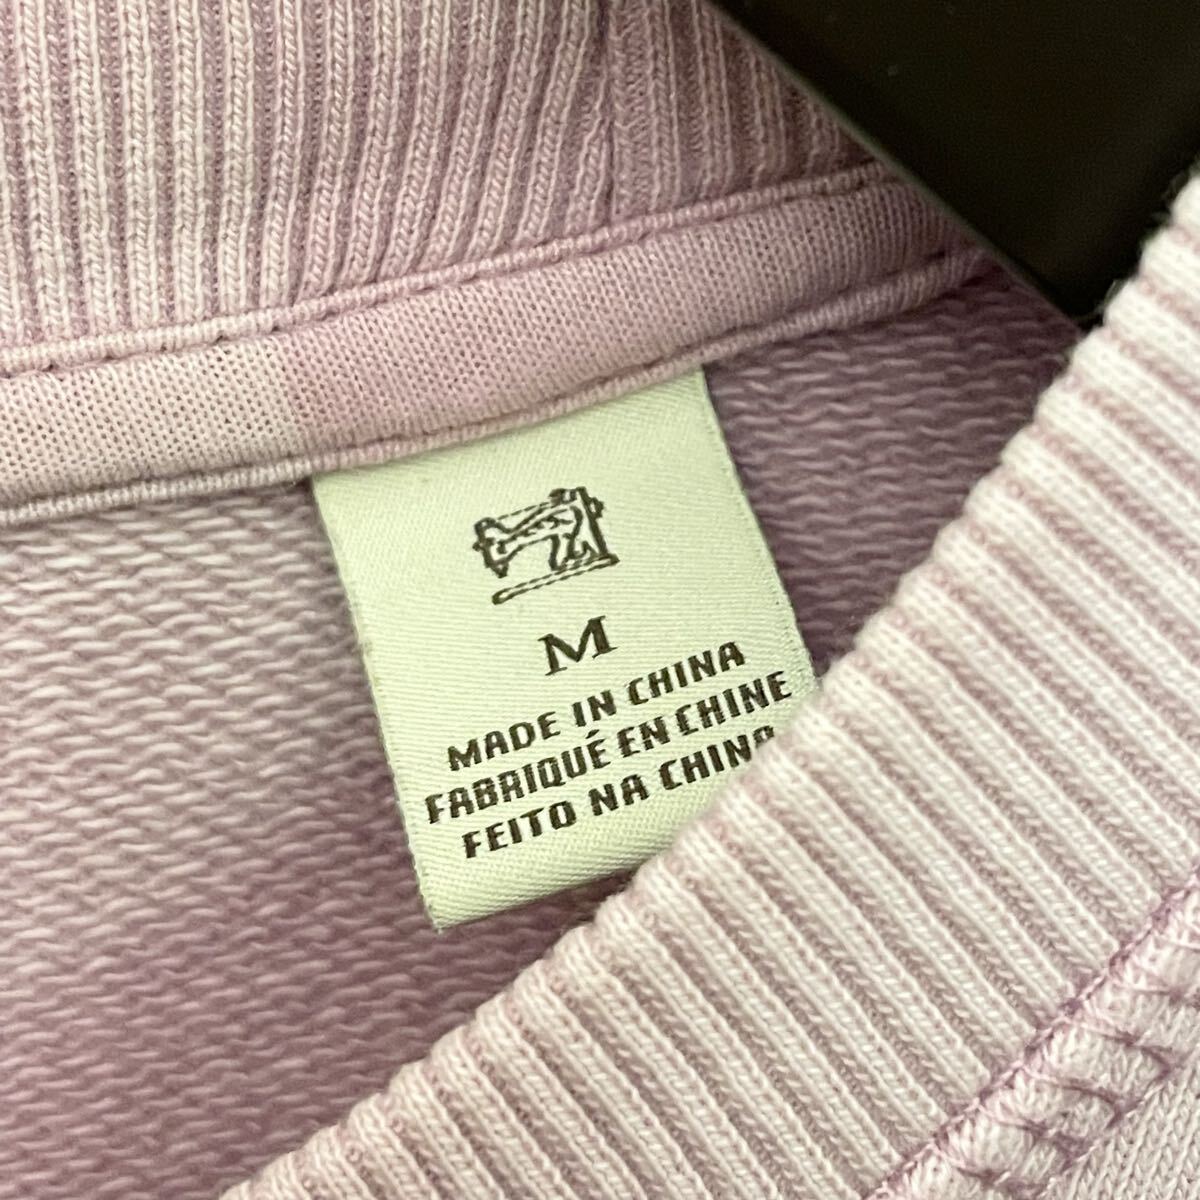 M
MADE IN CHINA
FABRIQUÉ EN CHINE
FEITO NA CHINA